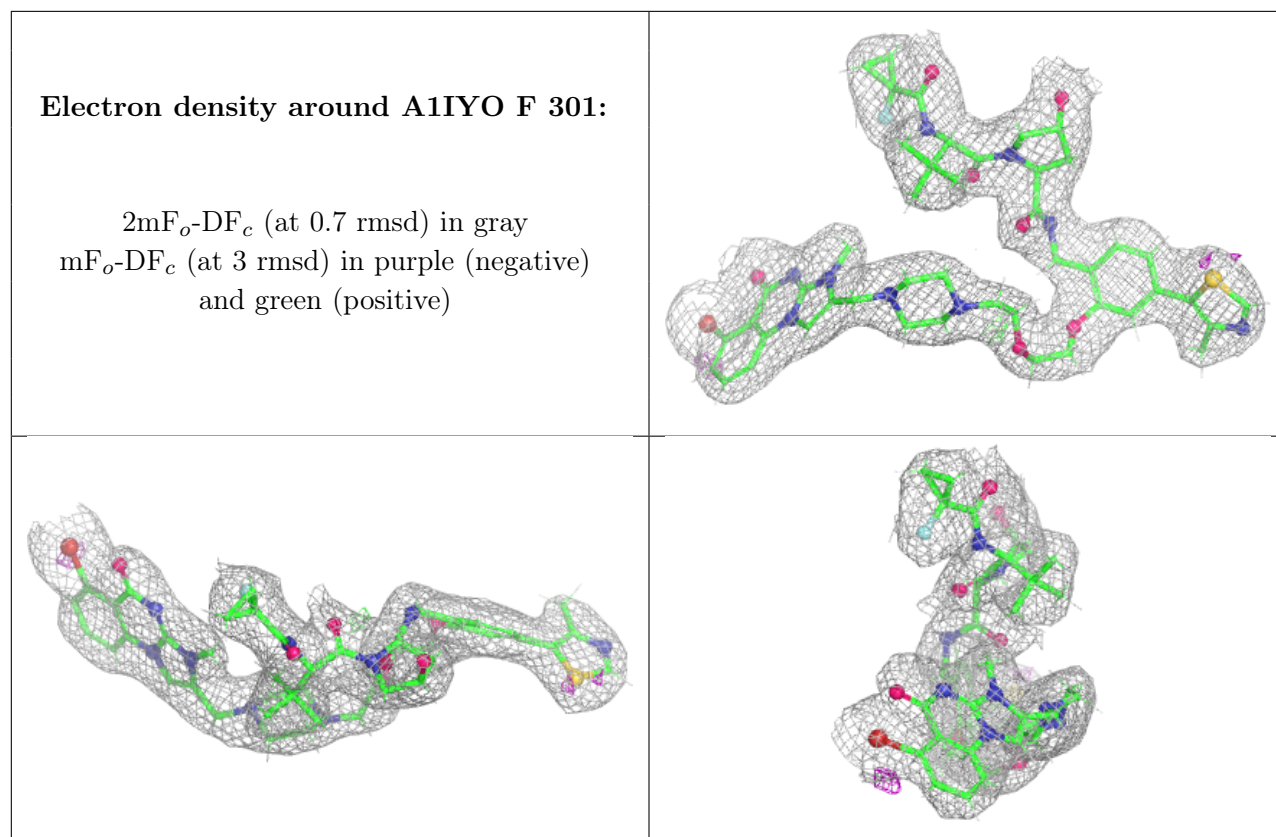 Electron density around A1IYO F 301:
2mFₒ-DF𝒸 (at 0.7 rmsd) in gray
mFₒ-DF𝒸 (at 3 rmsd) in purple (negative)
and green (positive)